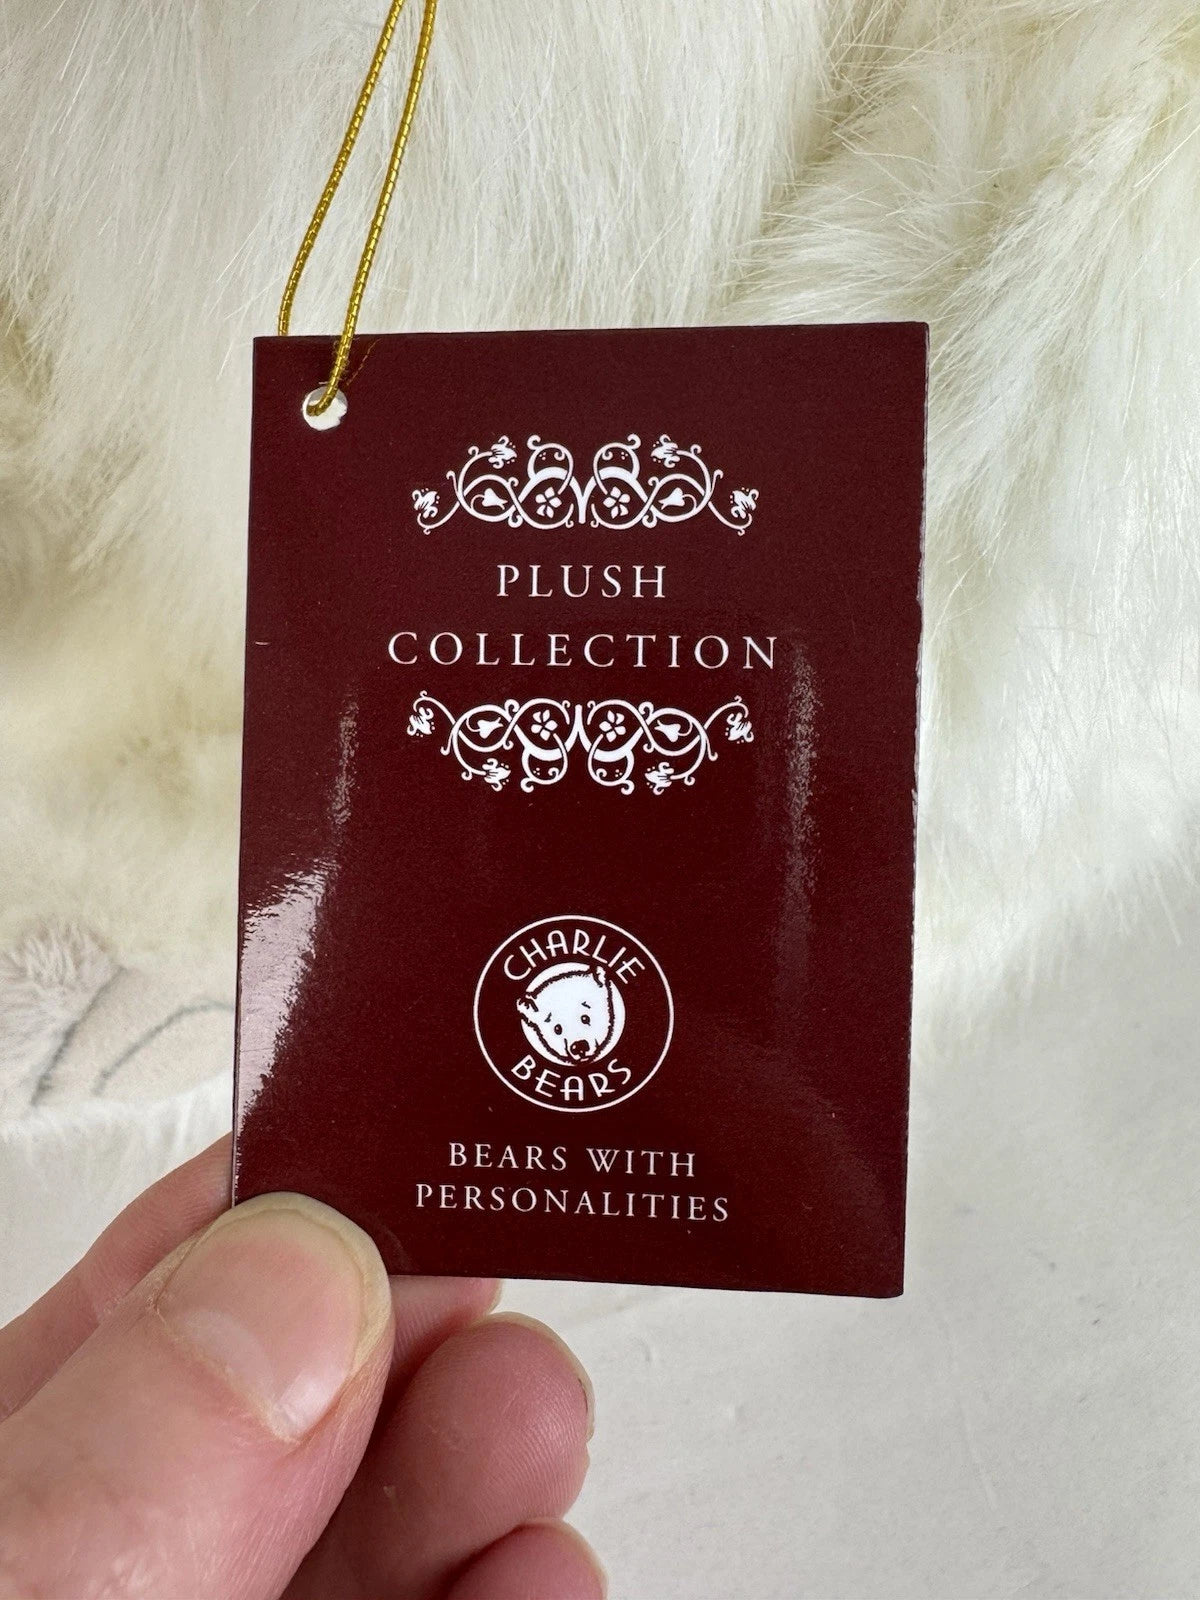 PLUSH
COLLECTION
CHARLIE
BEARS
BEARS WITH
PERSONALITIES